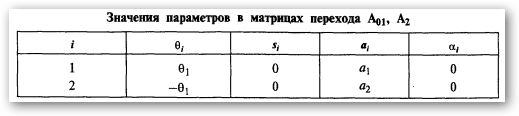 Значения параметров в матрицах перехода A₀₁, A₂
i θᵢ sᵢ aᵢ αᵢ
1 θ₁ 0 a₁ 0
2 −θ₁ 0 a₂ 0